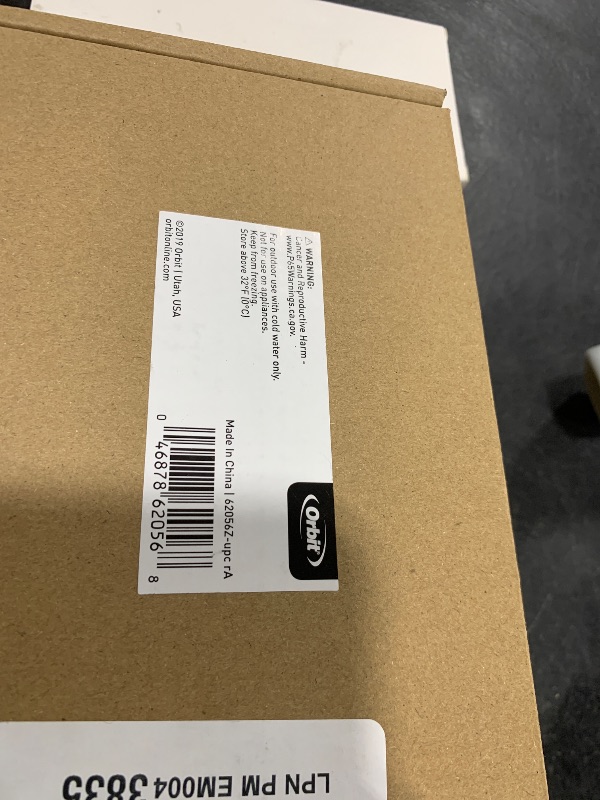 ⚠ WARNING:
Cancer and Reproductive Harm -
www.P65Warnings.ca.gov.
For outdoor use with cold water only.
Not for use on appliances.
Keep from freezing.
Store above 32°F (0°C)
©2019 Orbit | Utah, USA
orbitonline.com
Orbit
Made In China | 62056Z-upc rA
0 46878 62056 8
LPN PM EM004 3835